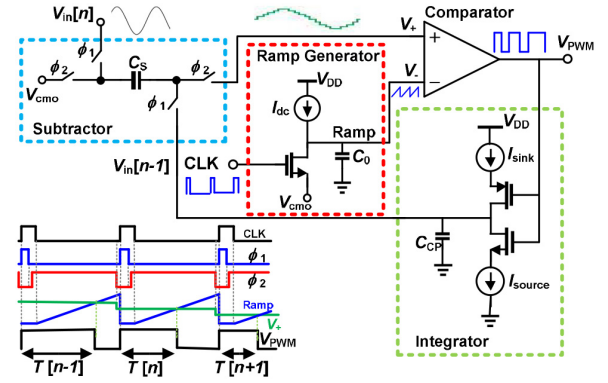 Vin[n]
Comparator
ϕ1
CS
V+
+
VPWM
ϕ2
ϕ2
Ramp Generator
VDD
V-
−
Vcmo
ϕ1
Idc
Subtractor
Ramp
VDD
Vin[n-1]
CLK
C0
Isink
Vcmo
CLK
CCP
ϕ1
ϕ2
Isource
Ramp
V+
VPWM
Integrator
T [n-1]
T [n]
T [n+1]